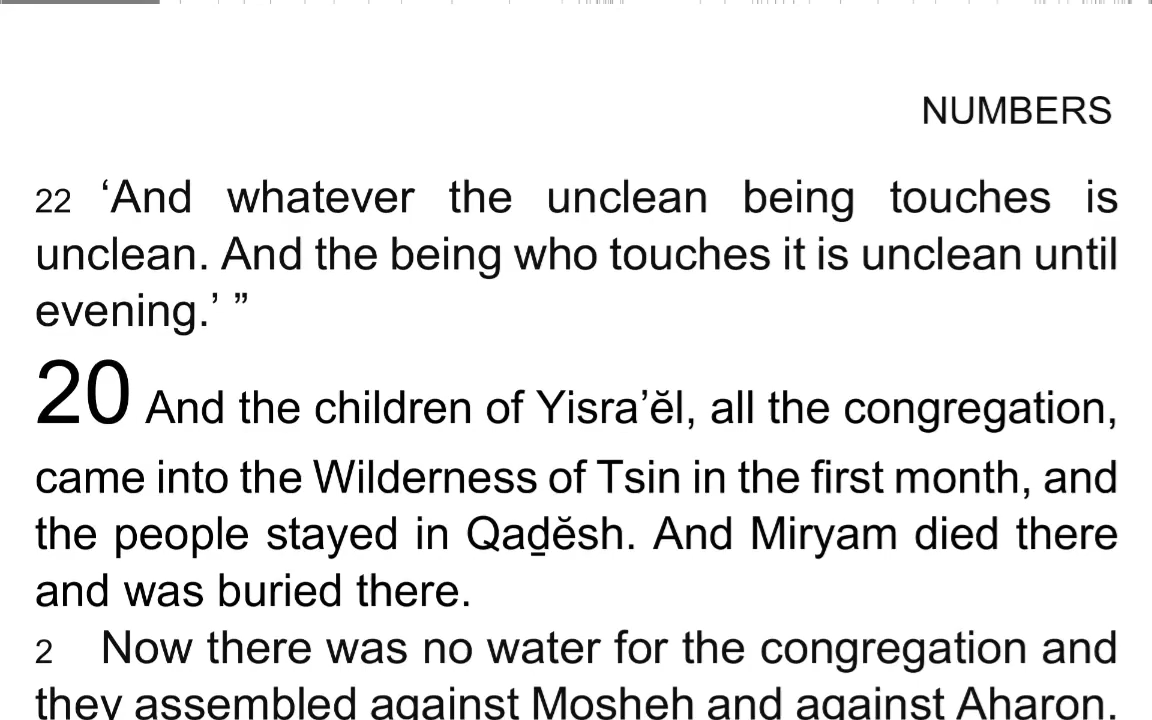 NUMBERS
22 ‘And whatever the unclean being touches is
unclean. And the being who touches it is unclean until
evening.’ ”
20 And the children of Yisra’ĕl, all the congregation,
came into the Wilderness of Tsin in the first month, and
the people stayed in Qaḏĕsh. And Miryam died there
and was buried there.
2 Now there was no water for the congregation and
they assembled against Mosheh and against Aharon.